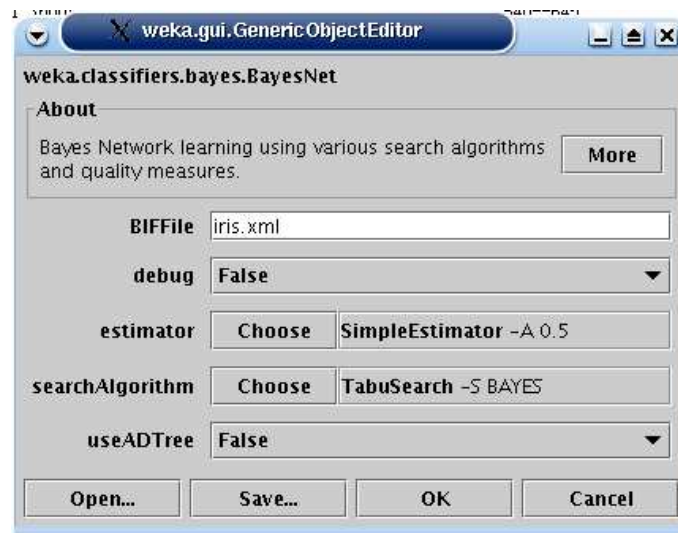 weka.gui.GenericObjectEditor
weka.classifiers.bayes.BayesNet
About
Bayes Network learning using various search algorithms
and quality measures.
More
BIFFile iris.xml
debug False
estimator Choose SimpleEstimator -A 0.5
searchAlgorithm Choose TabuSearch -S BAYES
useADTree False
Open... Save... OK Cancel